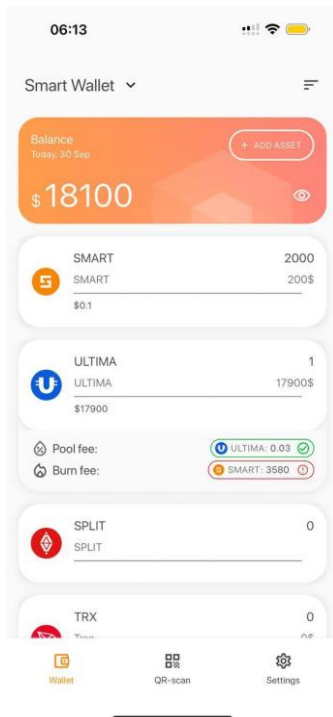 06:13
Smart Wallet
Balance
Today, 30 Sep
+ ADD ASSET
$18100
SMART 2000
SMART 200$
$0.1
ULTIMA 1
ULTIMA 17900$
$17900
Pool fee: ULTIMA: 0.03
Burn fee: SMART: 3580
SPLIT 0
SPLIT
TRX 0
Tron 0$
Wallet QR-scan Settings